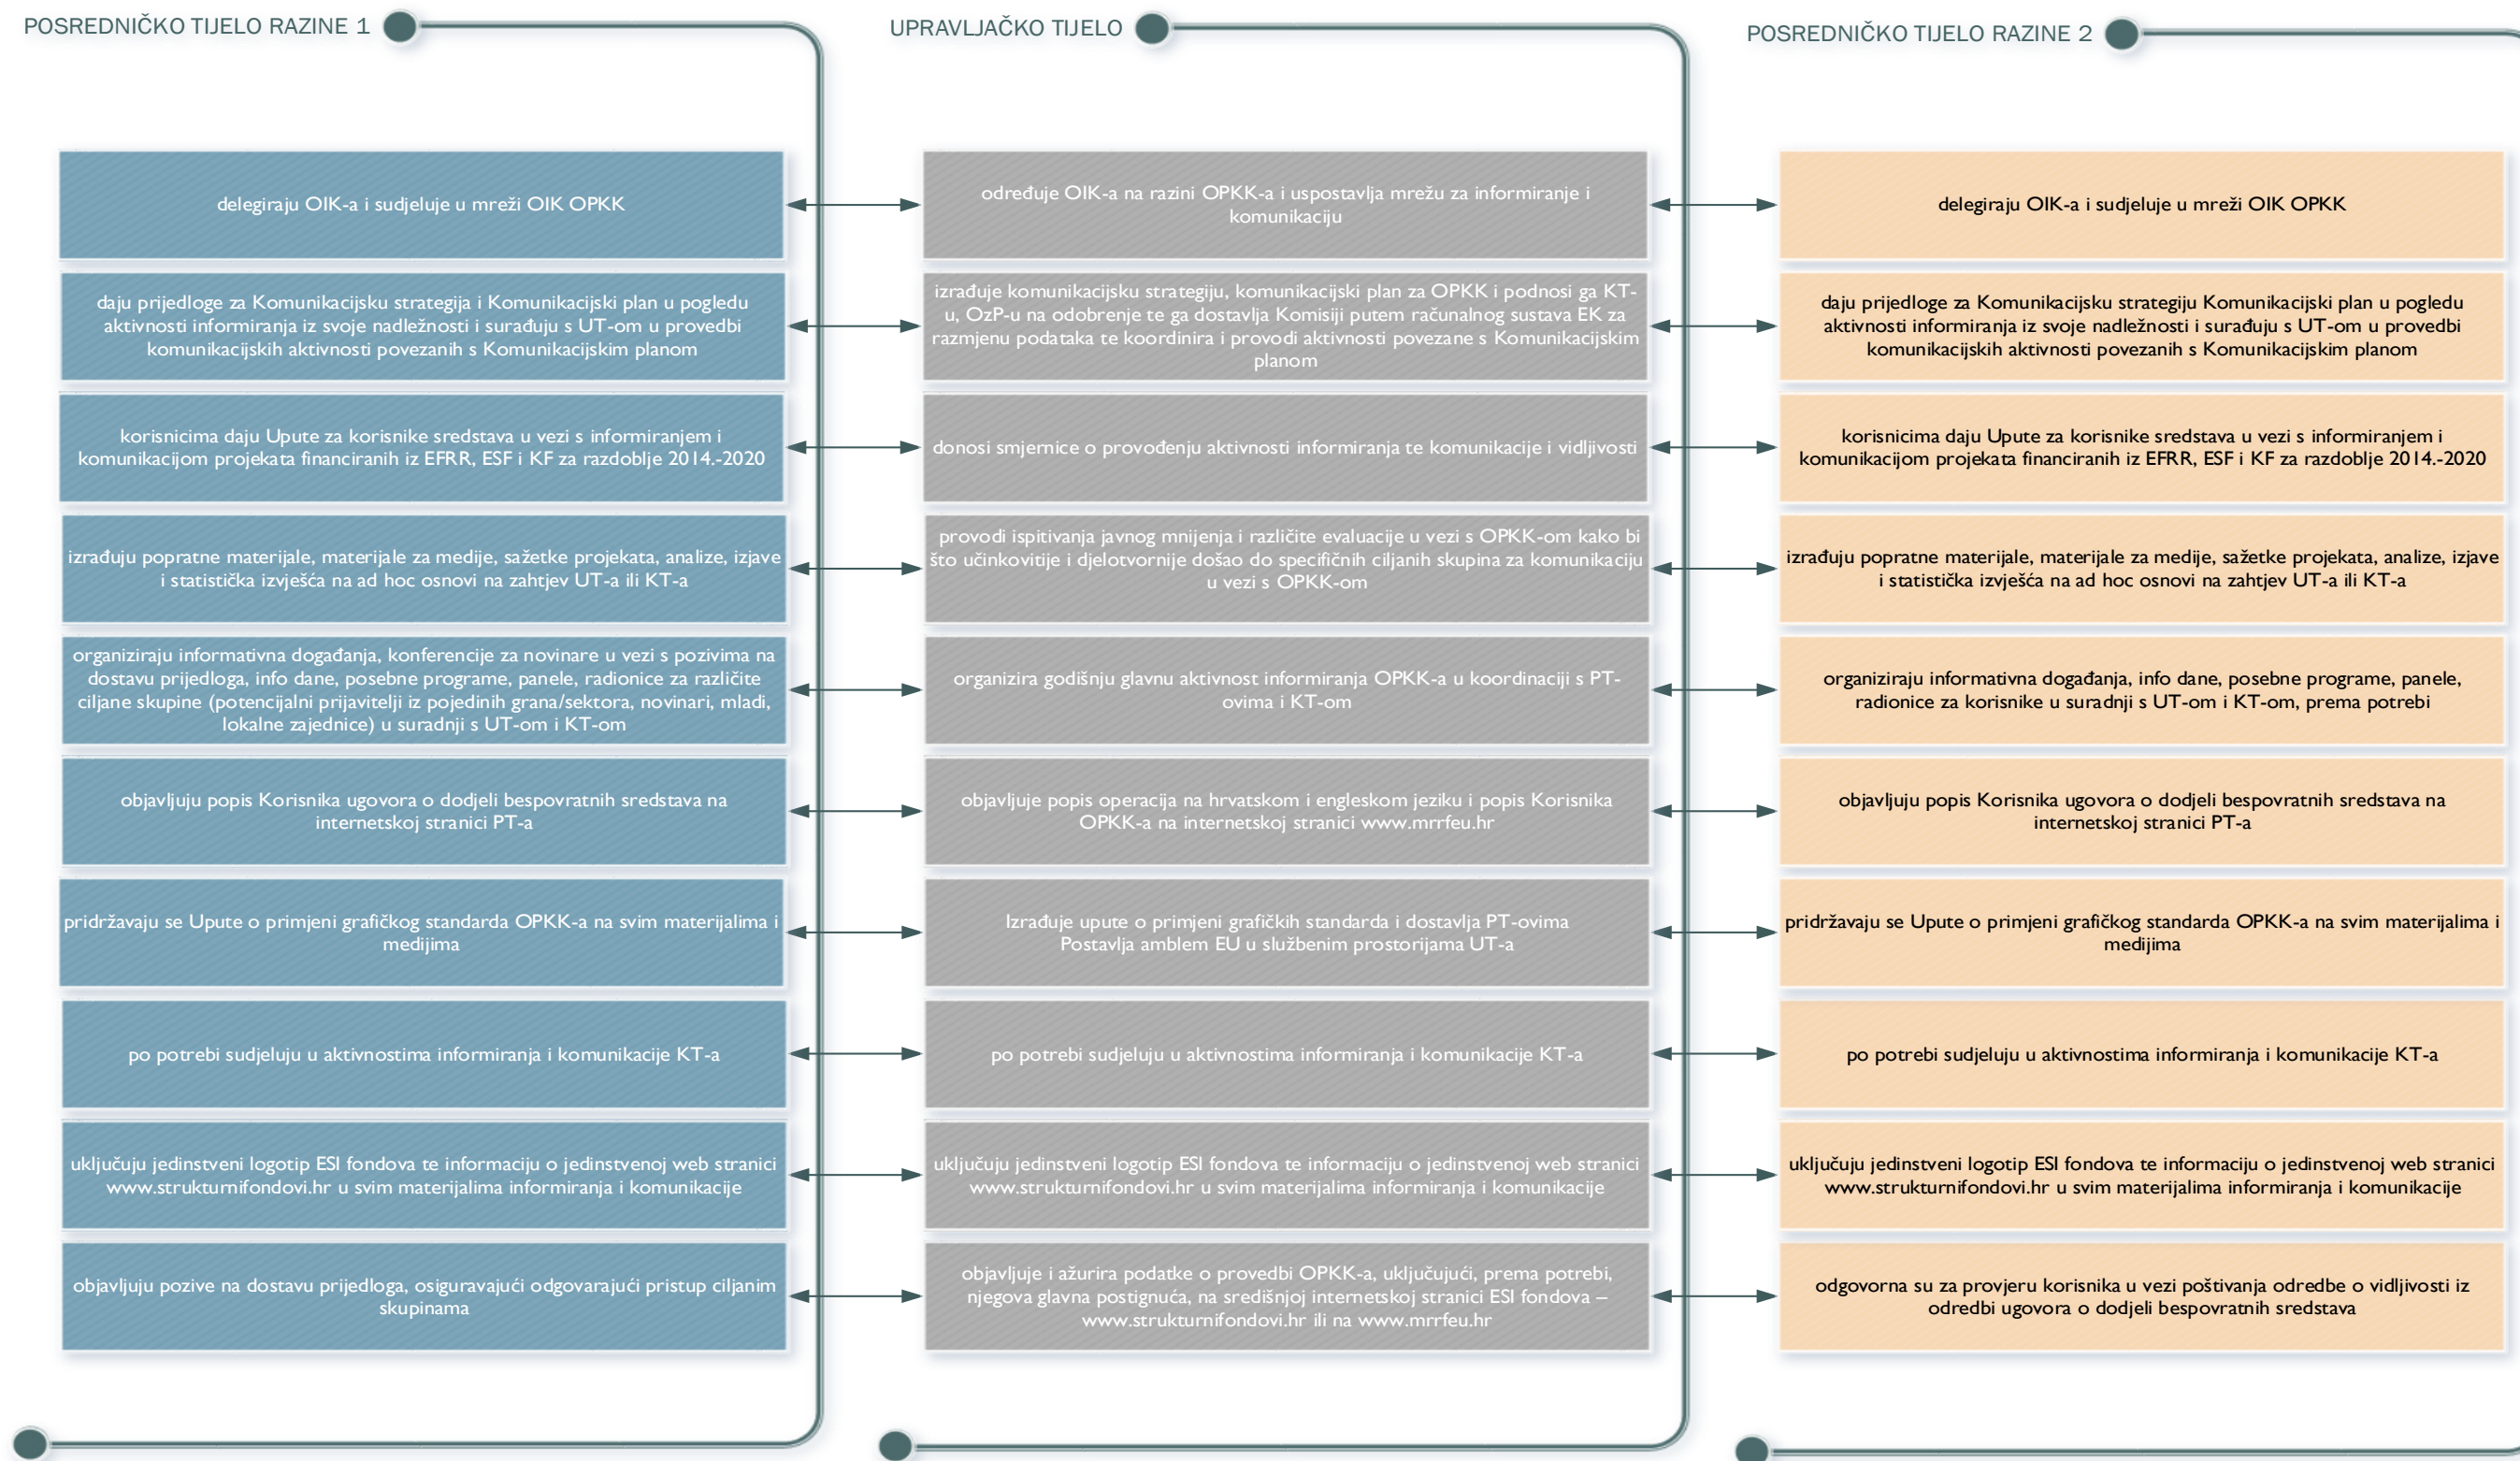 POSREDNIČKO TIJELO RAZINE 1
delegiraju OIK-a i sudjeluje u mreži OIK OPKK
daju prijedloge za Komunikacijsku strategija i Komunikacijski plan u pogledu
aktivnosti informiranja iz svoje nadležnosti i surađuju s UT-om u provedbi
komunikacijskih aktivnosti povezanih s Komunikacijskim planom
korisnicima daju Upute za korisnike sredstava u vezi s informiranjem i
komunikacijom projekata financiranih iz EFRR, ESF i KF za razdoblje 2014.-2020
izrađuju popratne materijale, materijale za medije, sažetke projekata, analize, izjave
i statistička izvješća na ad hoc osnovi na zahtjev UT-a ili KT-a
organiziraju informativna događanja, konferencije za novinare u vezi s pozivima na
dostavu prijedloga, info dane, posebne programe, panele, radionice za različite
ciljane skupine (potencijalni prijavitelji iz pojedinih grana/sektora, novinari, mladi,
lokalne zajednice) u suradnji s UT-om i KT-om
objavljuju popis Korisnika ugovora o dodjeli bespovratnih sredstava na
internetskoj stranici PT-a
pridržavaju se Upute o primjeni grafičkog standarda OPKK-a na svim materijalima i
medijima
po potrebi sudjeluju u aktivnostima informiranja i komunikacije KT-a
uključuju jedinstveni logotip ESI fondova te informaciju o jedinstvenoj web stranici
www.strukturnifondovi.hr u svim materijalima informiranja i komunikacije
objavljuju pozive na dostavu prijedloga, osiguravajući odgovarajući pristup ciljanim
skupinama
UPRAVLJAČKO TIJELO
određuje OIK-a na razini OPKK-a i uspostavlja mrežu za informiranje i
komunikaciju
izrađuje komunikacijsku strategiju, komunikacijski plan za OPKK i podnosi ga KT-
u, OzP-u na odobrenje te ga dostavlja Komisiji putem računalnog sustava EK za
razmjenu podataka te koordinira i provodi aktivnosti povezane s Komunikacijskim
planom
donosi smjernice o provođenju aktivnosti informiranja te komunikacije i vidljivosti
provodi ispitivanja javnog mnijenja i različite evaluacije u vezi s OPKK-om kako bi
što učinkovitije i djelotvornije došao do specifičnih ciljanih skupina za komunikaciju
u vezi s OPKK-om
organizira godišnju glavnu aktivnost informiranja OPKK-a u koordinaciji s PT-
ovima i KT-om
objavljuje popis operacija na hrvatskom i engleskom jeziku i popis Korisnika
OPKK-a na internetskoj stranici www.mrrfeu.hr
Izrađuje upute o primjeni grafičkih standarda i dostavlja PT-ovima
Postavlja amblem EU u službenim prostorijama UT-a
po potrebi sudjeluju u aktivnostima informiranja i komunikacije KT-a
uključuju jedinstveni logotip ESI fondova te informaciju o jedinstvenoj web stranici
www.strukturnifondovi.hr u svim materijalima informiranja i komunikacije
objavljuje i ažurira podatke o provedbi OPKK-a, uključujući, prema potrebi,
njegova glavna postignuća, na središnjoj internetskoj stranici ESI fondova –
www.strukturnifondovi.hr ili na www.mrrfeu.hr
POSREDNIČKO TIJELO RAZINE 2
delegiraju OIK-a i sudjeluje u mreži OIK OPKK
daju prijedloge za Komunikacijsku strategiju Komunikacijski plan u pogledu
aktivnosti informiranja iz svoje nadležnosti i surađuju s UT-om u provedbi
komunikacijskih aktivnosti povezanih s Komunikacijskim planom
korisnicima daju Upute za korisnike sredstava u vezi s informiranjem i
komunikacijom projekata financiranih iz EFRR, ESF i KF za razdoblje 2014.-2020
izrađuju popratne materijale, materijale za medije, sažetke projekata, analize, izjave
i statistička izvješća na ad hoc osnovi na zahtjev UT-a ili KT-a
organiziraju informativna događanja, info dane, posebne programe, panele,
radionice za korisnike u suradnji s UT-om i KT-om, prema potrebi
objavljuju popis Korisnika ugovora o dodjeli bespovratnih sredstava na
internetskoj stranici PT-a
pridržavaju se Upute o primjeni grafičkog standarda OPKK-a na svim materijalima i
medijima
po potrebi sudjeluju u aktivnostima informiranja i komunikacije KT-a
uključuju jedinstveni logotip ESI fondova te informaciju o jedinstvenoj web stranici
www.strukturnifondovi.hr u svim materijalima informiranja i komunikacije
odgovorna su za provjeru korisnika u vezi poštivanja odredbe o vidljivosti iz
odredbi ugovora o dodjeli bespovratnih sredstava